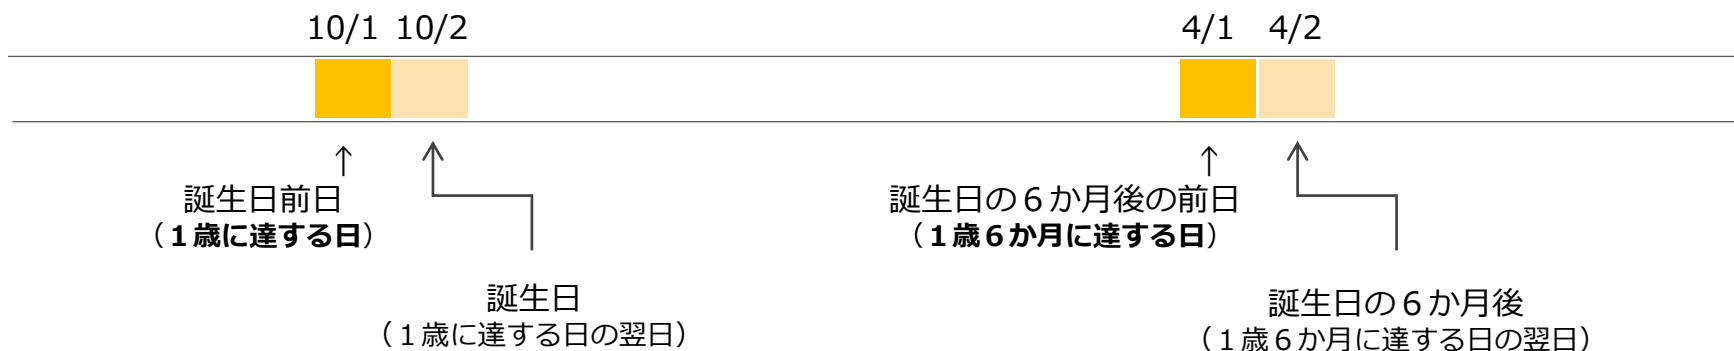 10/1 10/2
4/1 4/2
↑
誕生日前日
（１歳に達する日）
↑
誕生日の６か月後の前日
（１歳６か月に達する日）
誕生日
（１歳に達する日の翌日）
誕生日の６か月後
（１歳６か月に達する日の翌日）